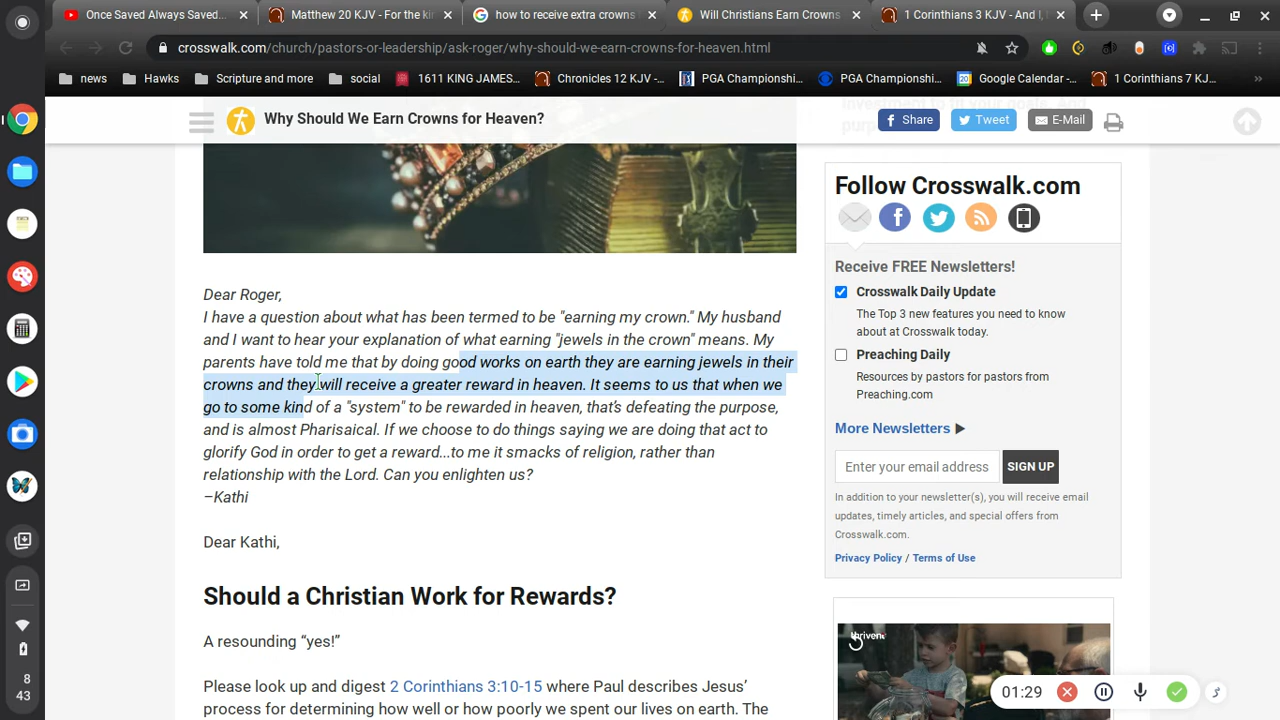 Once Saved Always Saved...
Matthew 20 KJV - For the kin
how to receive extra crowns
Will Christians Earn Crowns
1 Corinthians 3 KJV - And I,
crosswalk.com/church/pastors-or-leadership/ask-roger/why-should-we-earn-crowns-for-heaven.html
news
Hawks
Scripture and more
social
1611 KING JAMES...
Chronicles 12 KJV -...
PGA Championshi...
PGA Championshi...
Google Calendar -...
1 Corinthians 7 KJ...
Why Should We Earn Crowns for Heaven?
Share
Tweet
E-Mail
Dear Roger,
I have a question about what has been termed to be "earning my crown." My husband
and I want to hear your explanation of what earning "jewels in the crown" means. My
parents have told me that by doing good works on earth they are earning jewels in their
crowns and they will receive a greater reward in heaven. It seems to us that when we
go to some kind of a "system" to be rewarded in heaven, that's defeating the purpose,
and is almost Pharisaical. If we choose to do things saying we are doing that act to
glorify God in order to get a reward...to me it smacks of religion, rather than
relationship with the Lord. Can you enlighten us?
–Kathi
Dear Kathi,
Should a Christian Work for Rewards?
A resounding “yes!”
Please look up and digest 2 Corinthians 3:10-15 where Paul describes Jesus’
process for determining how well or how poorly we spent our lives on earth. The
Follow Crosswalk.com
Receive FREE Newsletters!
Crosswalk Daily Update
The Top 3 new features you need to
know about at Crosswalk today.
Preaching Daily
Resources by pastors for pastors from
Preaching.com
More Newsletters
Enter your email address
SIGN UP
In addition to your newsletter(s), you will receive email
updates, timely articles, and special offers from
Crosswalk.com.
Privacy Policy / Terms of Use
thrivent
01:29
8
43